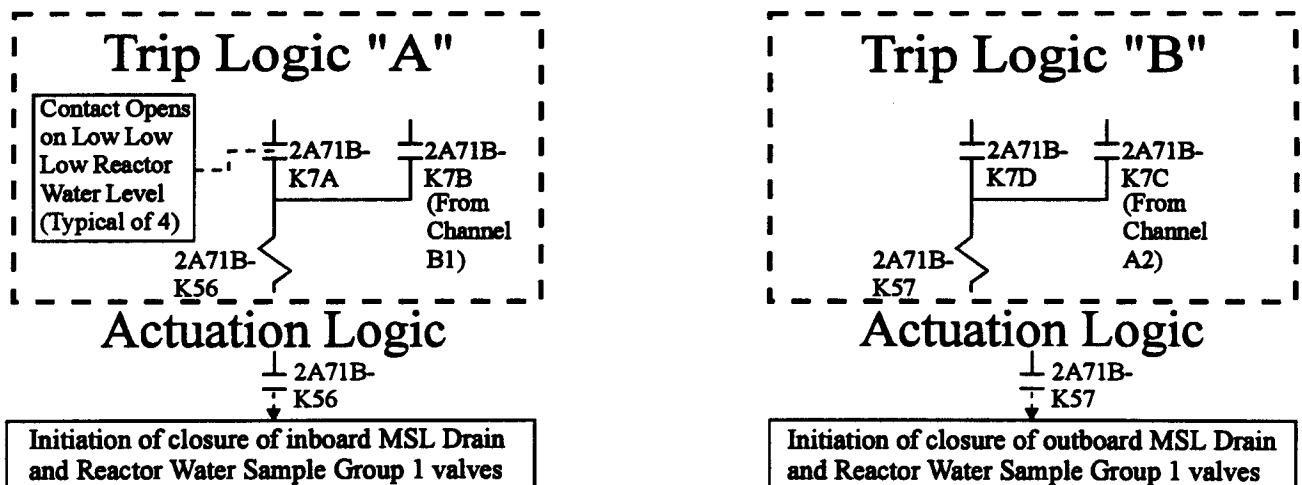 Trip Logic "A"
Contact Opens
on Low Low
Low Reactor
Water Level
(Typical of 4)
2A71B-
K7A
2A71B-
K7B
(From
Channel
B1)
2A71B-
K56
Actuation Logic
2A71B-
K56
Initiation of closure of inboard MSL Drain
and Reactor Water Sample Group 1 valves
Trip Logic "B"
2A71B-
K7D
2A71B-
K7C
(From
Channel
A2)
2A71B-
K57
Actuation Logic
2A71B-
K57
Initiation of closure of outboard MSL Drain
and Reactor Water Sample Group 1 valves